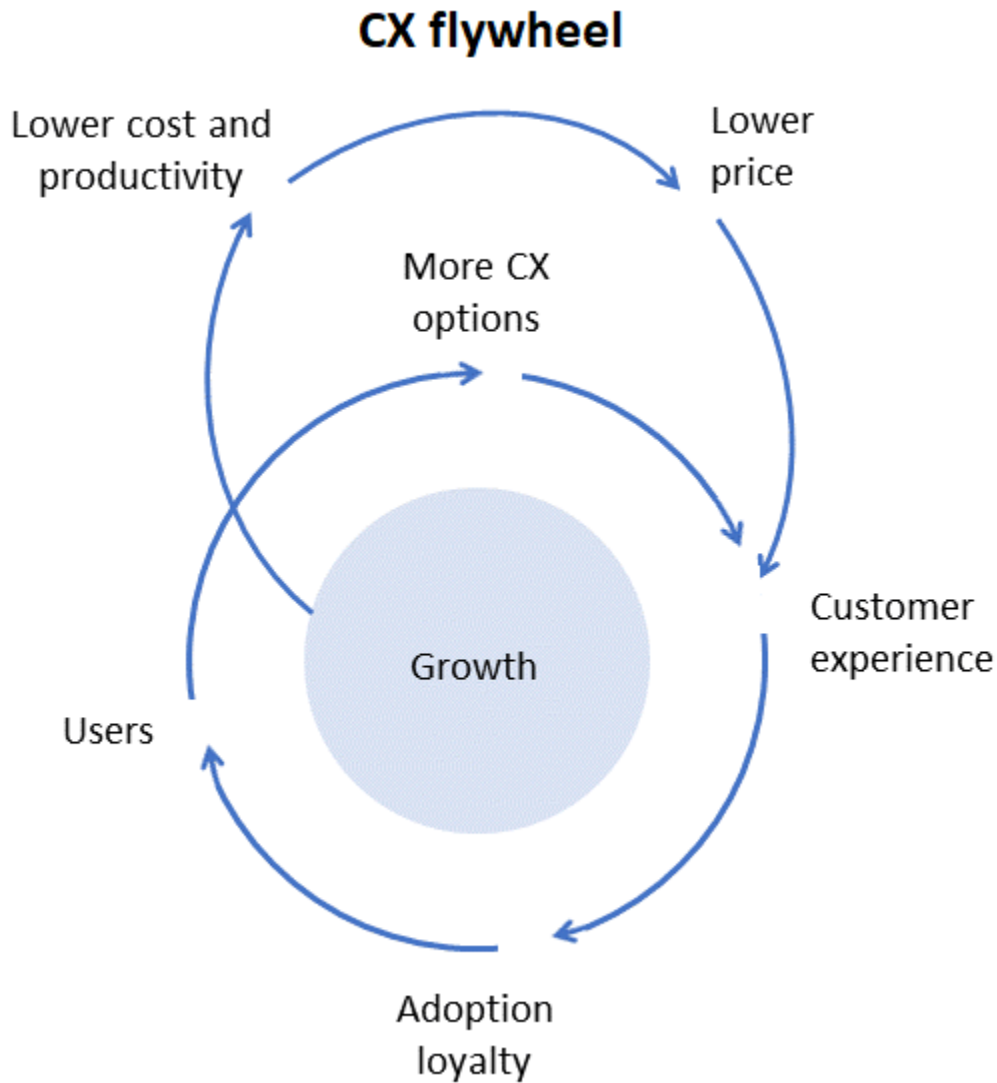 CX flywheel
Lower cost and
productivity
Lower
price
More CX
options
Customer
experience
Growth
Users
Adoption
loyalty